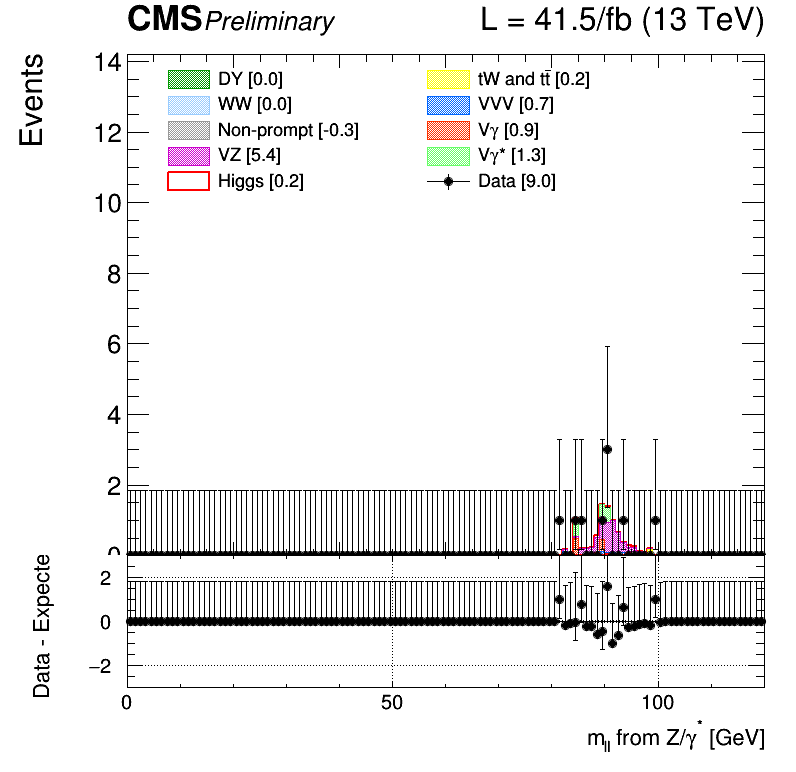 CMS Preliminary L = 41.5/fb (13 TeV)
Events
14
12
10
8
6
4
2
0
DY [0.0]
WW [0.0]
Non-prompt [-0.3]
VZ [5.4]
Higgs [0.2]
tW and tt̄ [0.2]
VVV [0.7]
Vγ [0.9]
Vγ* [1.3]
Data [9.0]
Data - Expecte
2
0
−2
0 50 100
m_ll from Z/γ* [GeV]